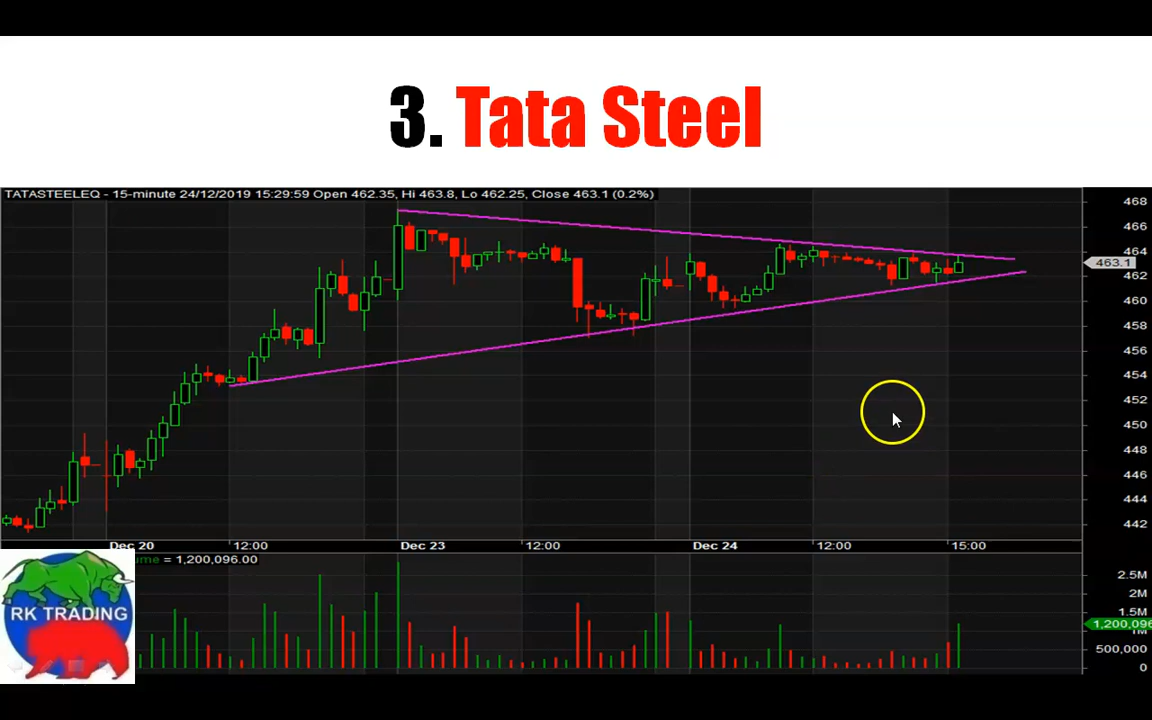 3. Tata Steel
TATASTEELEQ - 15-minute 24/12/2019 15:29:59 Open 462.35, Hi 463.8, Lo 462.25, Close 463.1 (0.2%)
468
466
464
463.1
462
460
458
456
454
452
450
448
446
444
442
Dec 20 12:00 Dec 23 12:00 Dec 24 12:00 15:00
ume = 1,200,096.00
RK TRADING
2.5M
2M
1.5M
1,200,096
1M
500,000
0